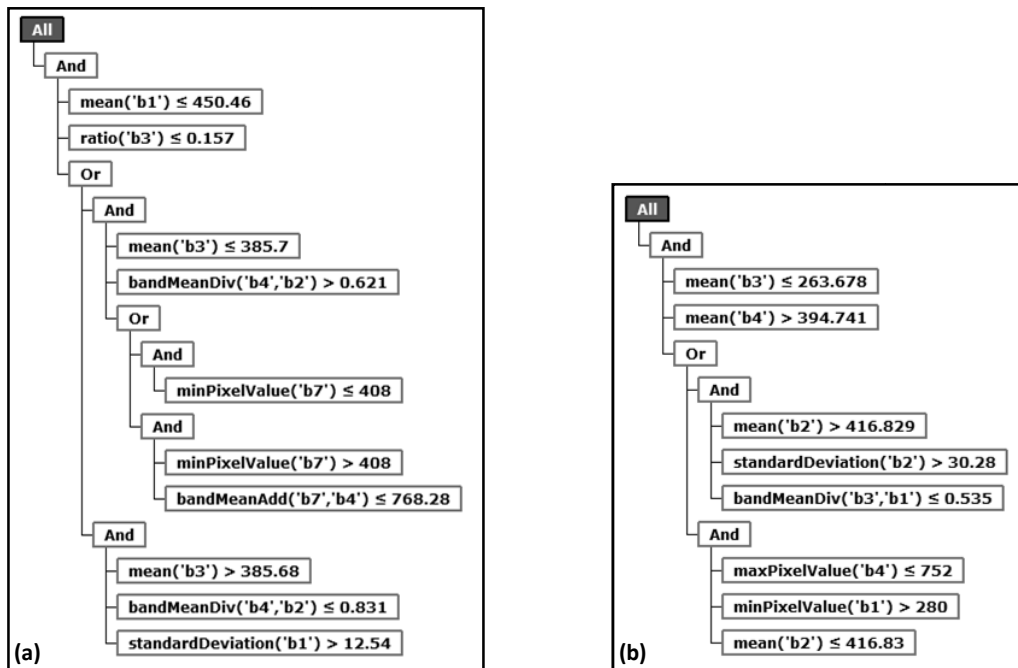 All
And
mean('b1') ≤ 450.46
ratio('b3') ≤ 0.157
Or
And
mean('b3') ≤ 385.7
bandMeanDiv('b4','b2') > 0.621
Or
And
minPixelValue('b7') ≤ 408
And
minPixelValue('b7') > 408
bandMeanAdd('b7','b4') ≤ 768.28
And
mean('b3') > 385.68
bandMeanDiv('b4','b2') ≤ 0.831
standardDeviation('b1') > 12.54
(a)
All
And
mean('b3') ≤ 263.678
mean('b4') > 394.741
Or
And
mean('b2') > 416.829
standardDeviation('b2') > 30.28
bandMeanDiv('b3','b1') ≤ 0.535
And
maxPixelValue('b4') ≤ 752
minPixelValue('b1') > 280
mean('b2') ≤ 416.83
(b)